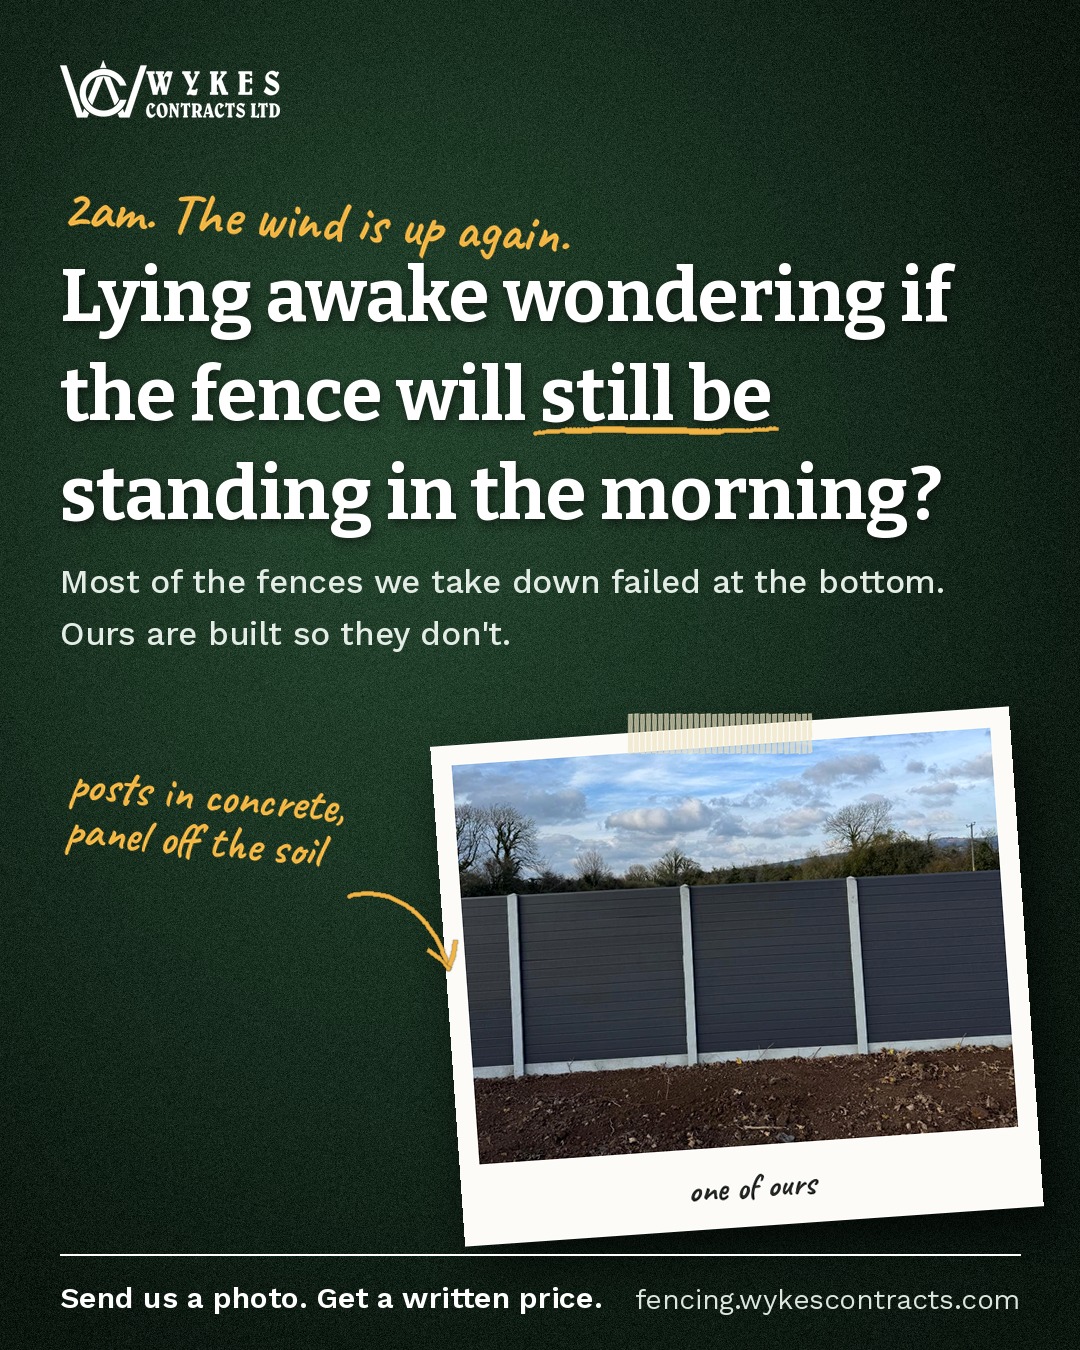 WYKES
CONTRACTS LTD
2am. The wind is up again.
Lying awake wondering if
the fence will still be
standing in the morning?
Most of the fences we take down failed at the bottom.
Ours are built so they don't.
posts in concrete,
panel off the soil
one of ours
Send us a photo. Get a written price.
fencing.wykescontracts.com